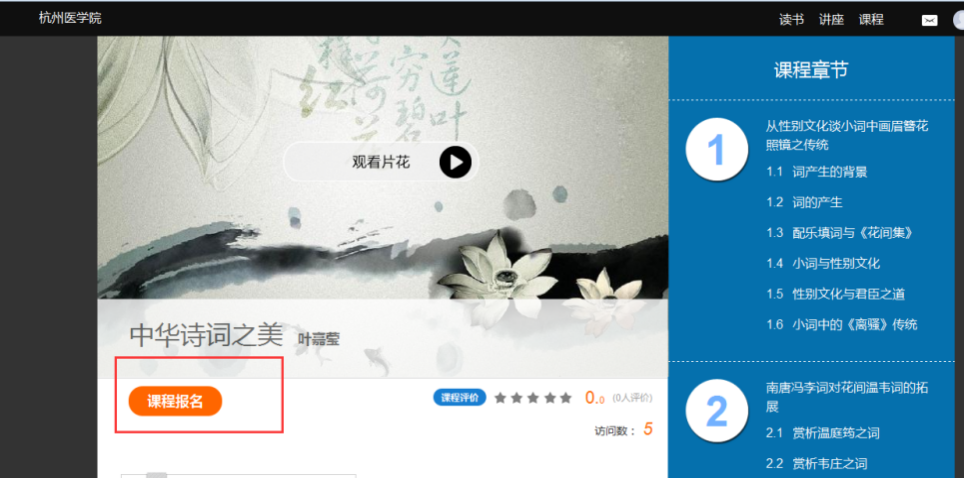 杭州医学院
读书 讲座 课程
红 荷 穷碧 莲叶
观看片花
中华诗词之美 叶嘉莹
课程报名
课程评价 0.0 (0人评价)
访问数： 5
课程章节
1
从性别文化谈小词中画眉簪花
照镜之传统
1.1 词产生的背景
1.2 词的产生
1.3 配乐填词与《花间集》
1.4 小词与性别文化
1.5 性别文化与君臣之道
1.6 小词中的《离骚》传统
2
南唐冯李词对花间温韦词的拓
展
2.1 赏析温庭筠之词
2.2 赏析韦庄之词